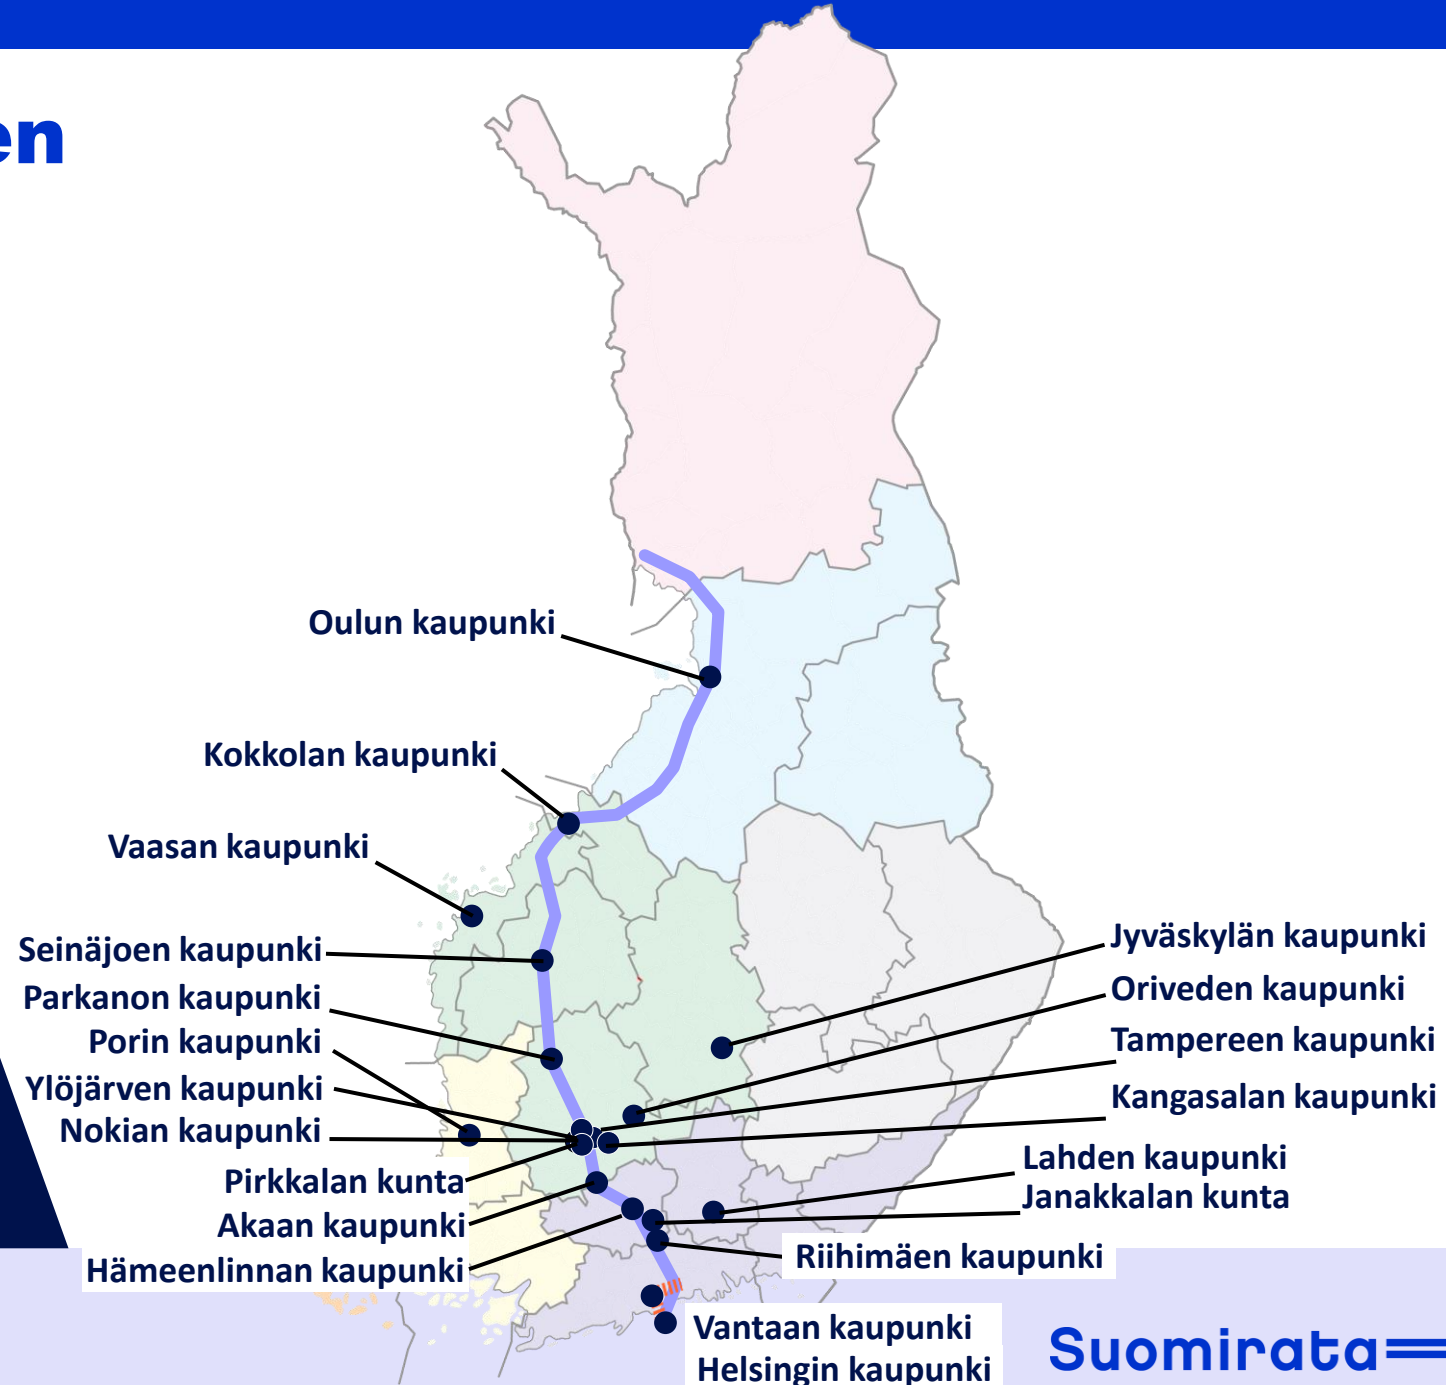 en
Oulun kaupunki
Kokkolan kaupunki
Vaasan kaupunki
Seinäjoen kaupunki
Parkanon kaupunki
Porin kaupunki
Ylöjärven kaupunki
Nokian kaupunki
Pirkkalan kunta
Akaan kaupunki
Hämeenlinnan kaupunki
Jyväskylän kaupunki
Oriveden kaupunki
Tampereen kaupunki
Kangasalan kaupunki
Lahden kaupunki
Janakkalan kunta
Riihimäen kaupunki
Vantaan kaupunki
Helsingin kaupunki
Suomirata